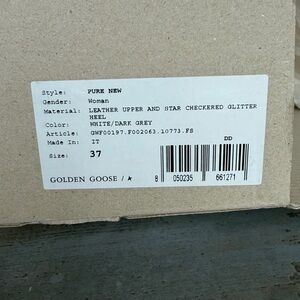 Style: PURE NEW
Gender: Woman
Material: LEATHER UPPER AND STAR CHECKERED GLITTER
HEEL
Color: WHITE/DARK GREY
Article: GWF00197.F002063.10773.FS
Made In: IT DD
Size: 37
GOLDEN GOOSE / 8 050235 661271